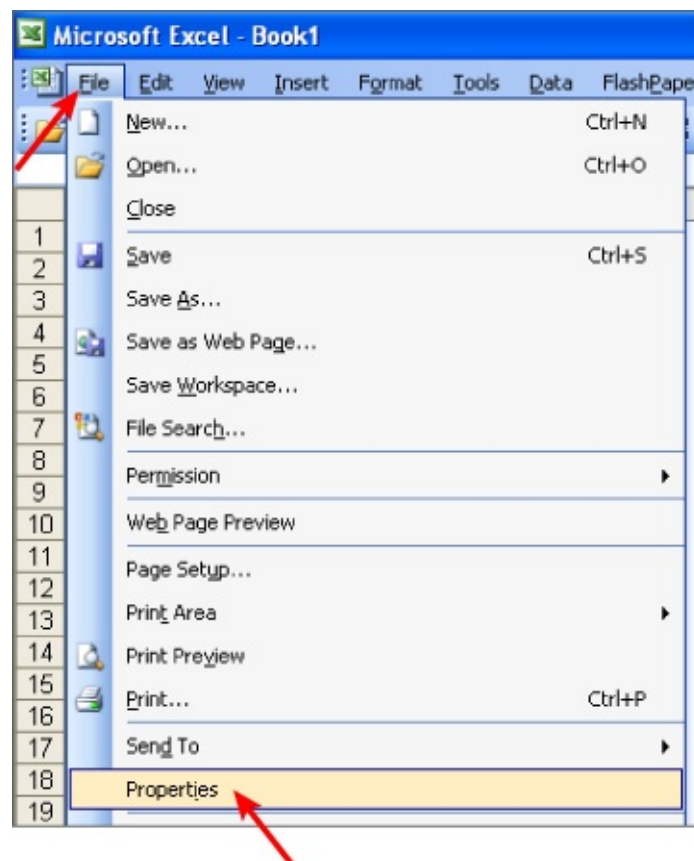 Microsoft Excel - Book1
File Edit View Insert Format Tools Data FlashPape
New... Ctrl+N
Open... Ctrl+O
Close
1
Save Ctrl+S
2
3
Save As...
4
Save as Web Page...
5
Save Workspace...
6
7
File Search...
8
Permission
9
10
Web Page Preview
11
Page Setup...
12
13
Print Area
14
Print Preview
15
Print... Ctrl+P
16
17
Send To
18
Properties
19